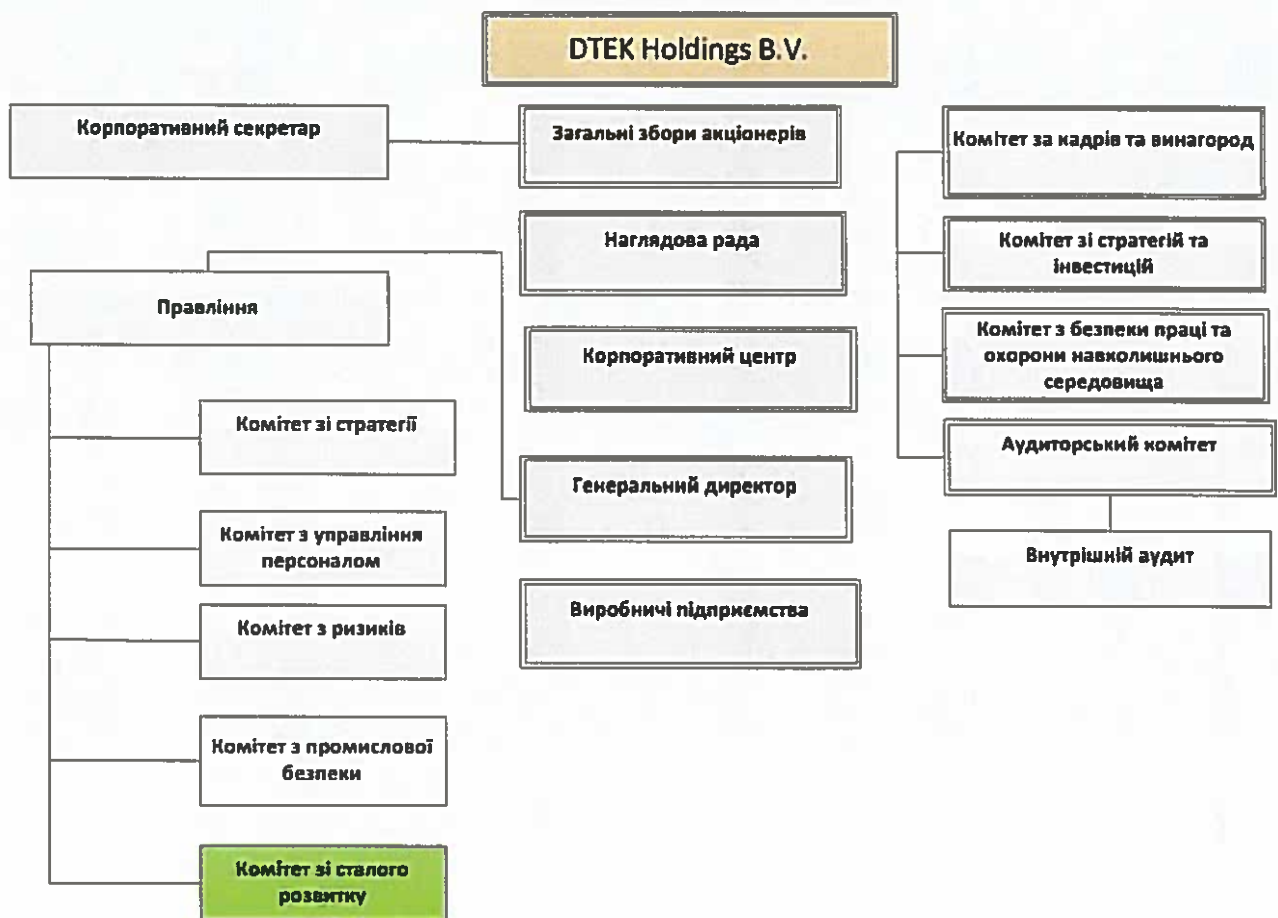 DTEK Holdings B.V.
Корпоративний секретар
Загальні збори акціонерів
Комітет за кадрів та винагород
Наглядова рада
Комітет зі стратегій та
інвестицій
Правління
Корпоративний центр
Комітет з безпеки праці та
охорони навколишнього
середовища
Комітет зі стратегії
Аудиторський комітет
Генеральний директор
Комітет з управління
персоналом
Внутрішній аудит
Виробничі підприємства
Комітет з ризиків
Комітет з промислової
безпеки
Комітет зі сталого
розвитку